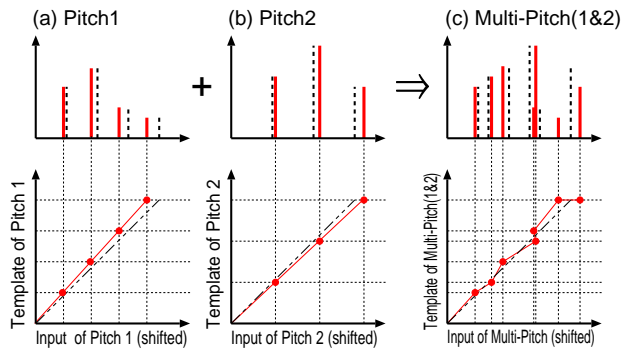 (a) Pitch1
(b) Pitch2
(c) Multi-Pitch(1&2)
+
⇒
Template of Pitch 1
Input of Pitch 1 (shifted)
Template of Pitch 2
Input of Pitch 2 (shifted)
Template of Multi-Pitch(1&2)
Input of Multi-Pitch (shifted)